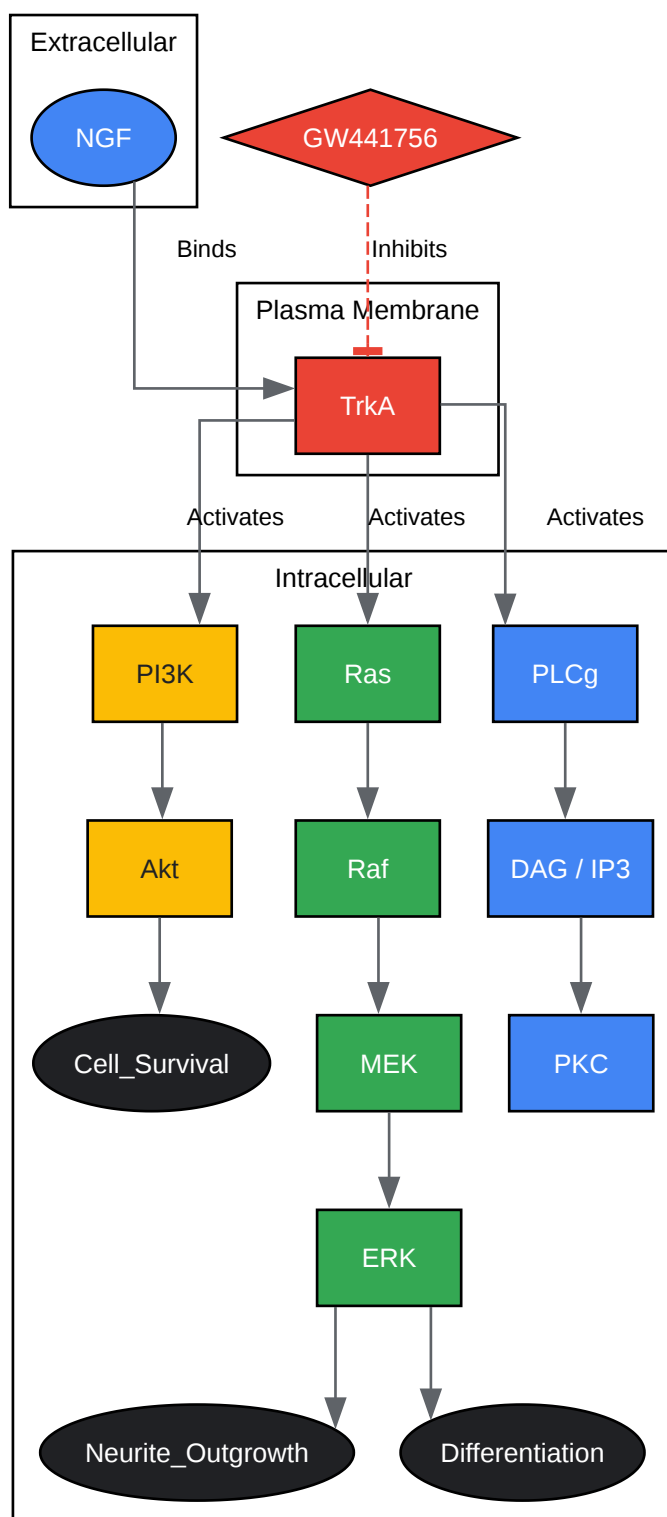 Extracellular
NGF
GW441756
Binds
Inhibits
Plasma Membrane
TrkA
Activates
Activates
Activates
Intracellular
PI3K
Ras
PLCg
Akt
Raf
DAG / IP3
Cell_Survival
MEK
PKC
ERK
Neurite_Outgrowth
Differentiation